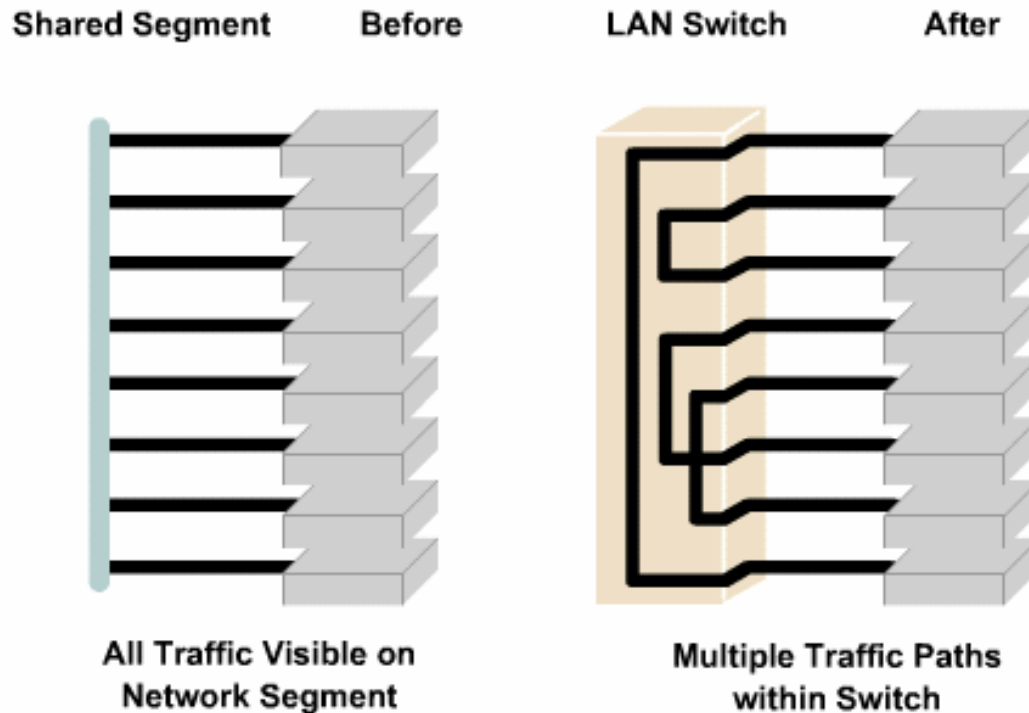 Shared Segment Before LAN Switch After
All Traffic Visible on
Network Segment
Multiple Traffic Paths
within Switch